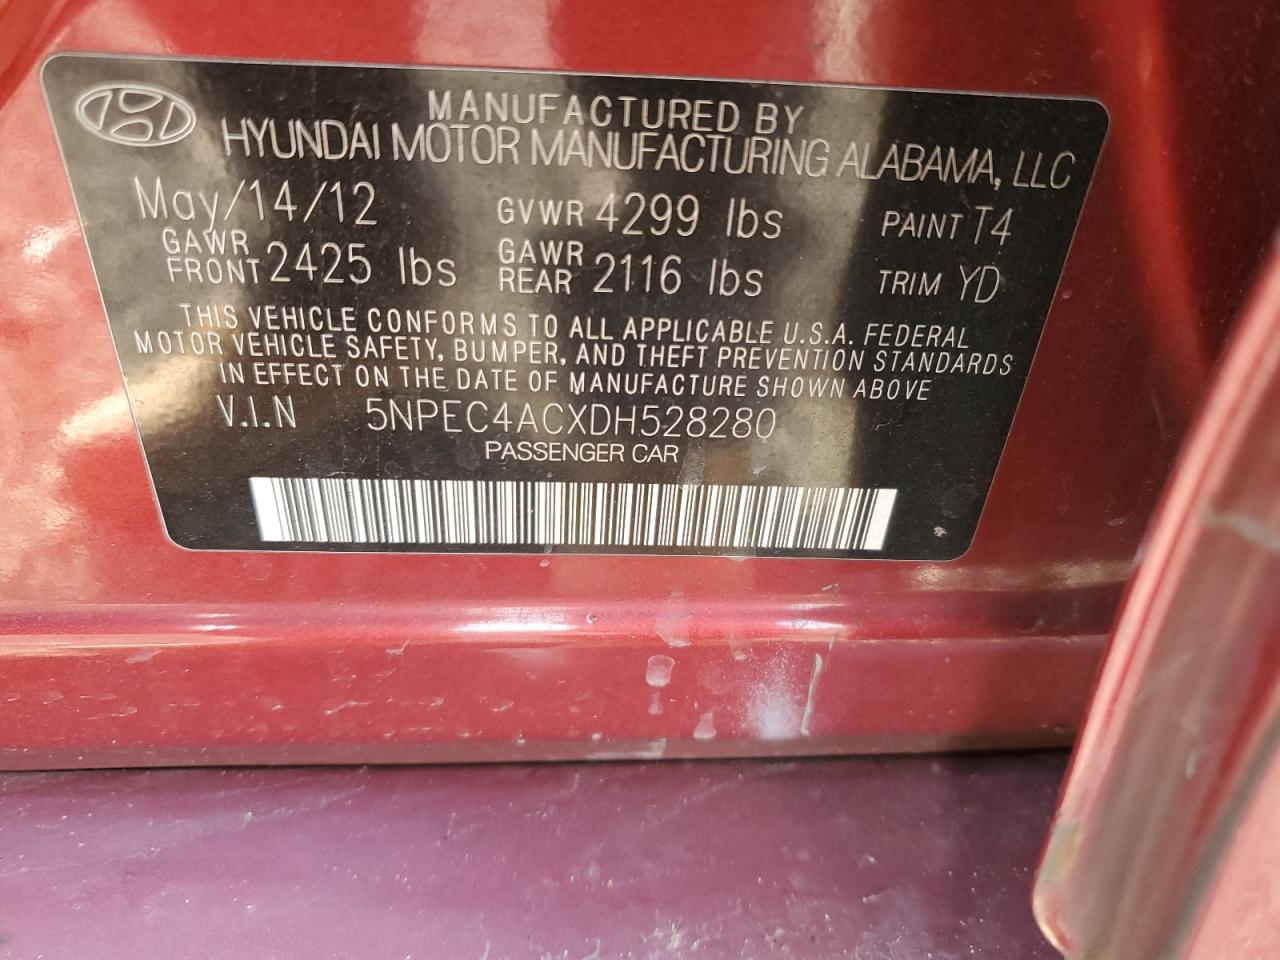 MANUFACTURED BY
HYUNDAI MOTOR MANUFACTURING ALABAMA, LLC
May/14/12 GVWR 4299 lbs PAINT T4
GAWR FRONT 2425 lbs GAWR REAR 2116 lbs TRIM YD
THIS VEHICLE CONFORMS TO ALL APPLICABLE U.S.A. FEDERAL
MOTOR VEHICLE SAFETY, BUMPER, AND THEFT PREVENTION STANDARDS
IN EFFECT ON THE DATE OF MANUFACTURE SHOWN ABOVE
V.I.N 5NPEC4ACXDH528280
PASSENGER CAR